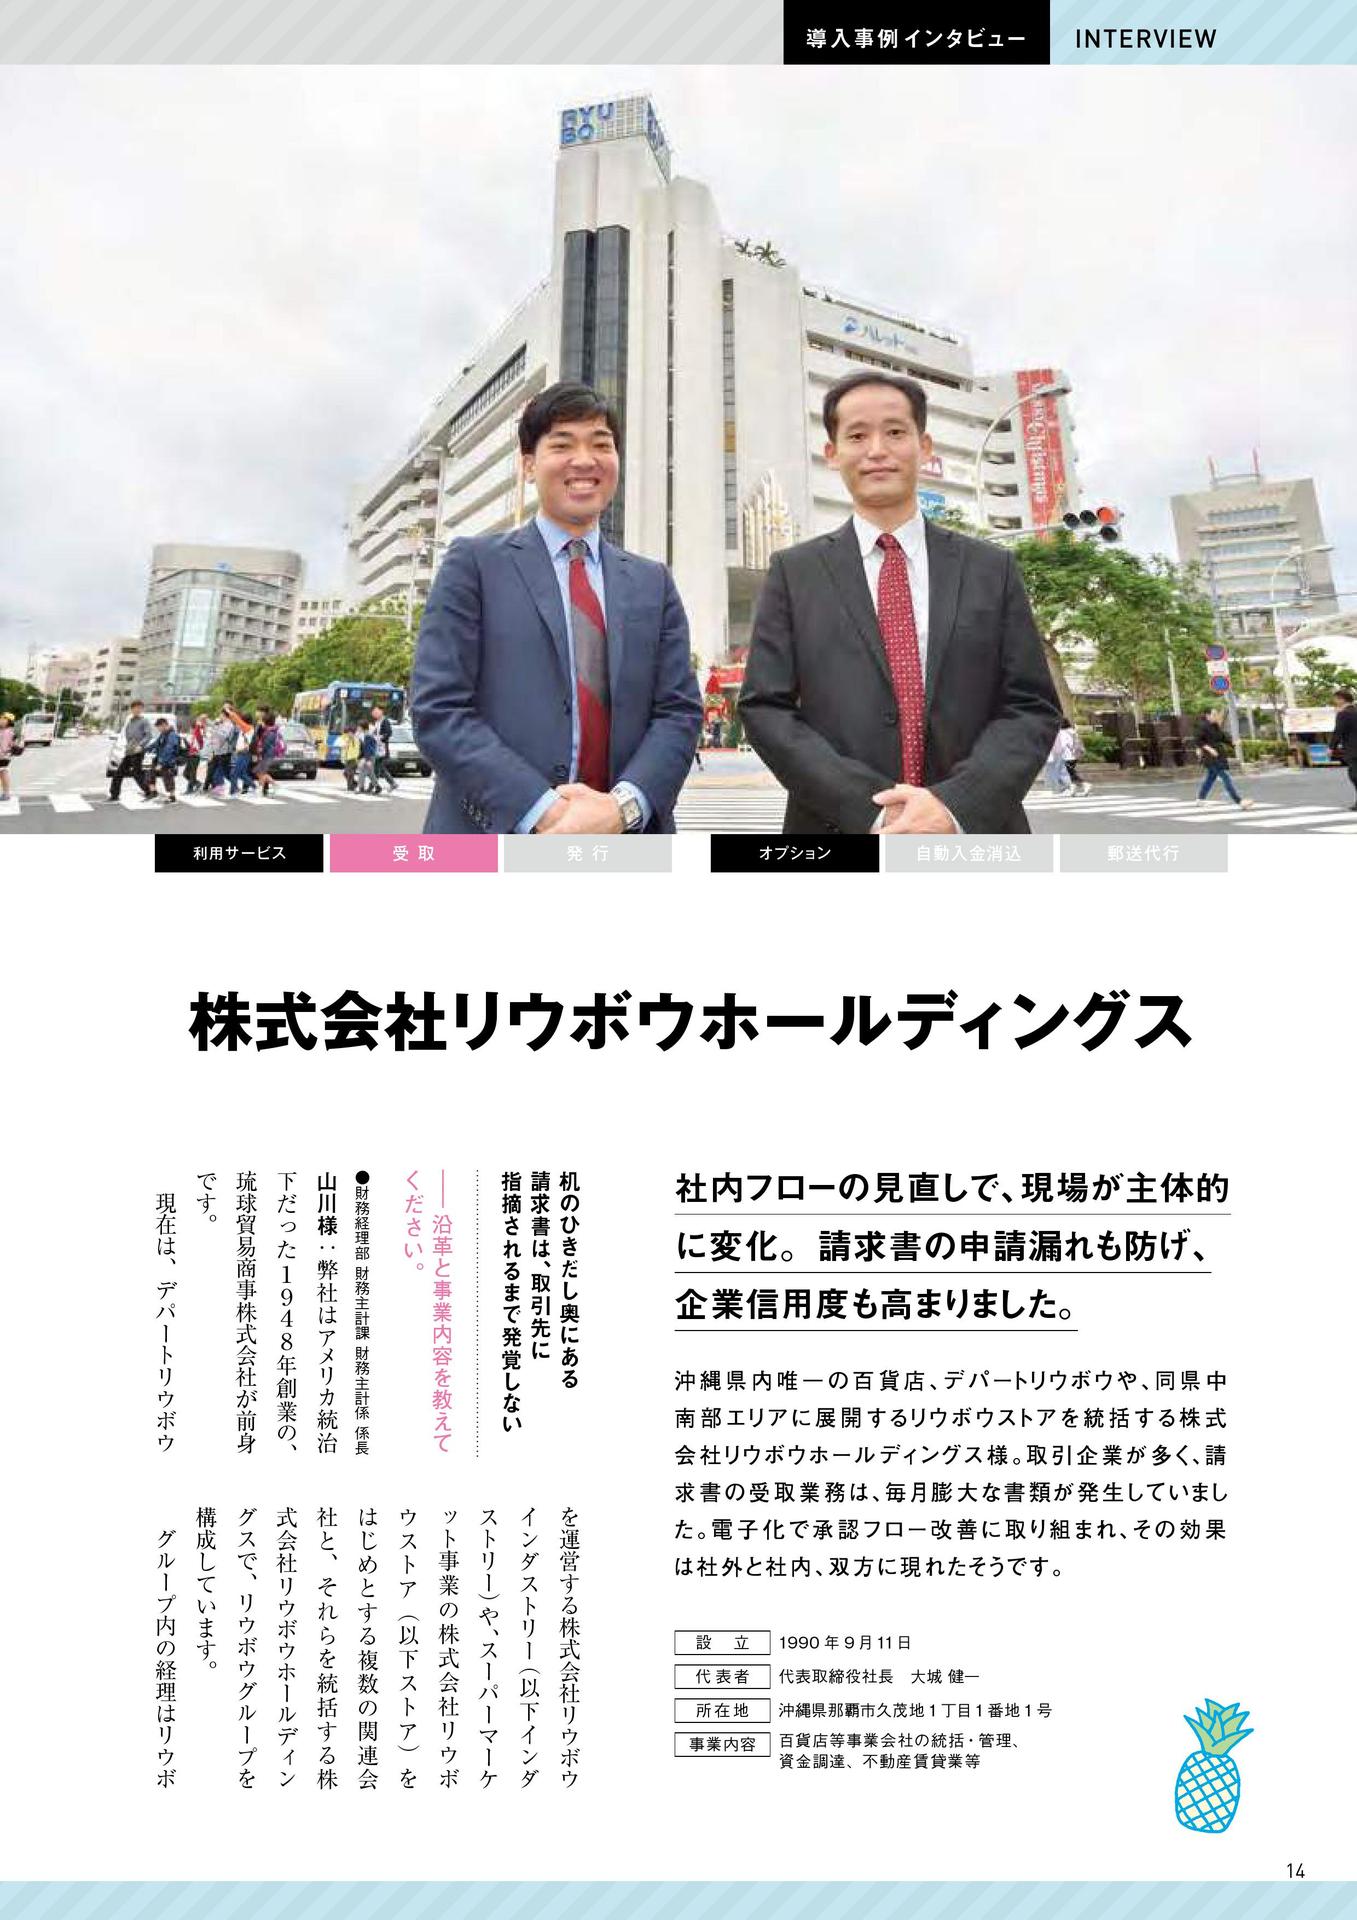 導入事例インタビュー
INTERVIEW
RYU
BO
パレット
Christmas
利用サービス
受 取
発 行
オプション
自動入金消込
郵送代行
株式会社リウボウホールディングス
社内フローの見直しで、現場が主体的
に変化。 請求書の申請漏れも防げ、
企業信用度も高まりました。
沖縄県内唯一の百貨店、デパートリウボウや、同県中
南部エリアに展開するリウボウストアを統括する株式
会社リウボウホールディングス様。取引企業が多く、請
求書の受取業務は、毎月膨大な書類が発生していまし
た。電子化で承認フロー改善に取り組まれ、その効果
は社外と社内、双方に現れたそうです。
設 立 1990年9月11日
代表者 代表取締役社長 大城 健一
所在地 沖縄県那覇市久茂地1丁目1番地1号
事業内容 百貨店等事業会社の統括・管理、
資金調達、不動産賃貸業等
机のひきだし奥にある
請求書は、取引先に
指摘されるまで発覚しない
―― 沿革と事業内容を教えて
ください。
●財務経理部 財務主計課 財務主計係 係長
山川様：弊社はアメリカ統治
下だった1948年創業の、
琉球貿易商事株式会社が前身
です。
現在は、デパートリウボウ
を運営する株式会社リウボウ
インダストリー（以下インダ
ストリー）や、スーパーマーケ
ット事業の株式会社リウボ
ウストア（以下ストア）を
はじめとする複数の関連会
社と、それらを統括する株
式会社リウボウホールディン
グスで、リウボウグループを
構成しています。
グループ内の経理はリウボ
14